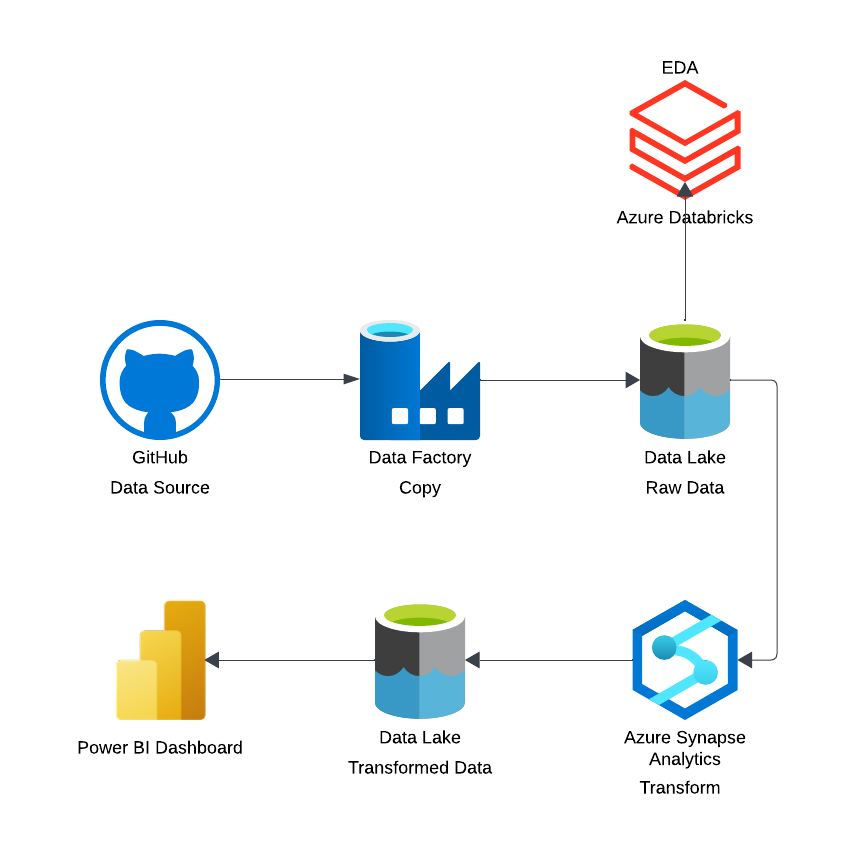 EDA
Azure Databricks
GitHub
Data Source
Data Factory
Copy
Data Lake
Raw Data
Power BI Dashboard
Data Lake
Transformed Data
Azure Synapse
Analytics
Transform